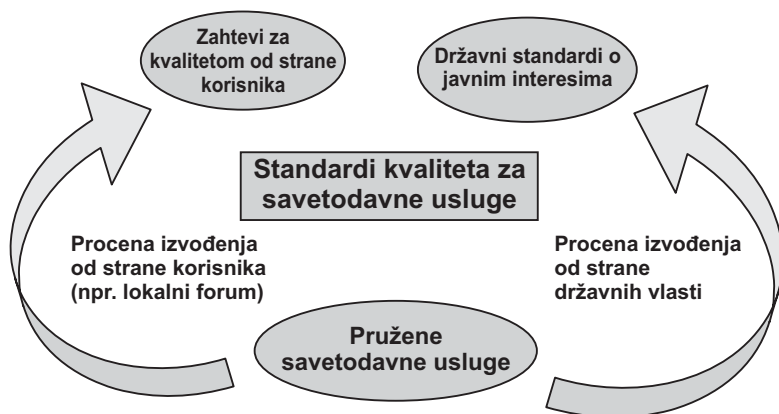 Zahtevi za
kvalitetom od strane
korisnika
Državni standardi o
javnim interesima
Standardi kvaliteta za
savetodavne usluge
Procena izvođenja
od strane korisnika
(npr. lokalni forum)
Procena izvođenja
od strane
državnih vlasti
Pružene
savetodavne usluge